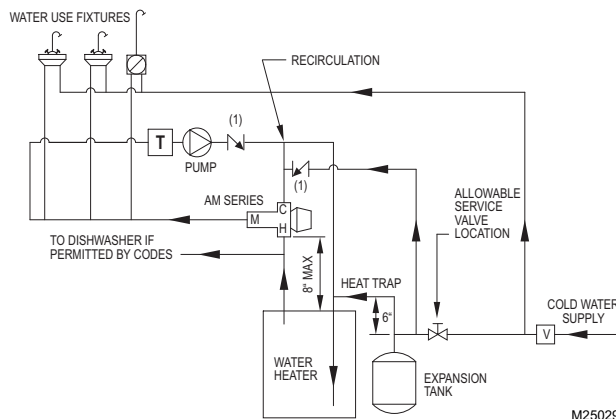 WATER USE FIXTURES
RECIRCULATION
(1)
T
PUMP
(1)
AM SERIES
C
M
H
ALLOWABLE
SERVICE
VALVE
LOCATION
TO DISHWASHER IF
PERMITTED BY CODES
8" MAX
HEAT TRAP
6"
COLD WATER
SUPPLY
V
WATER
HEATER
EXPANSION
TANK
M2502S